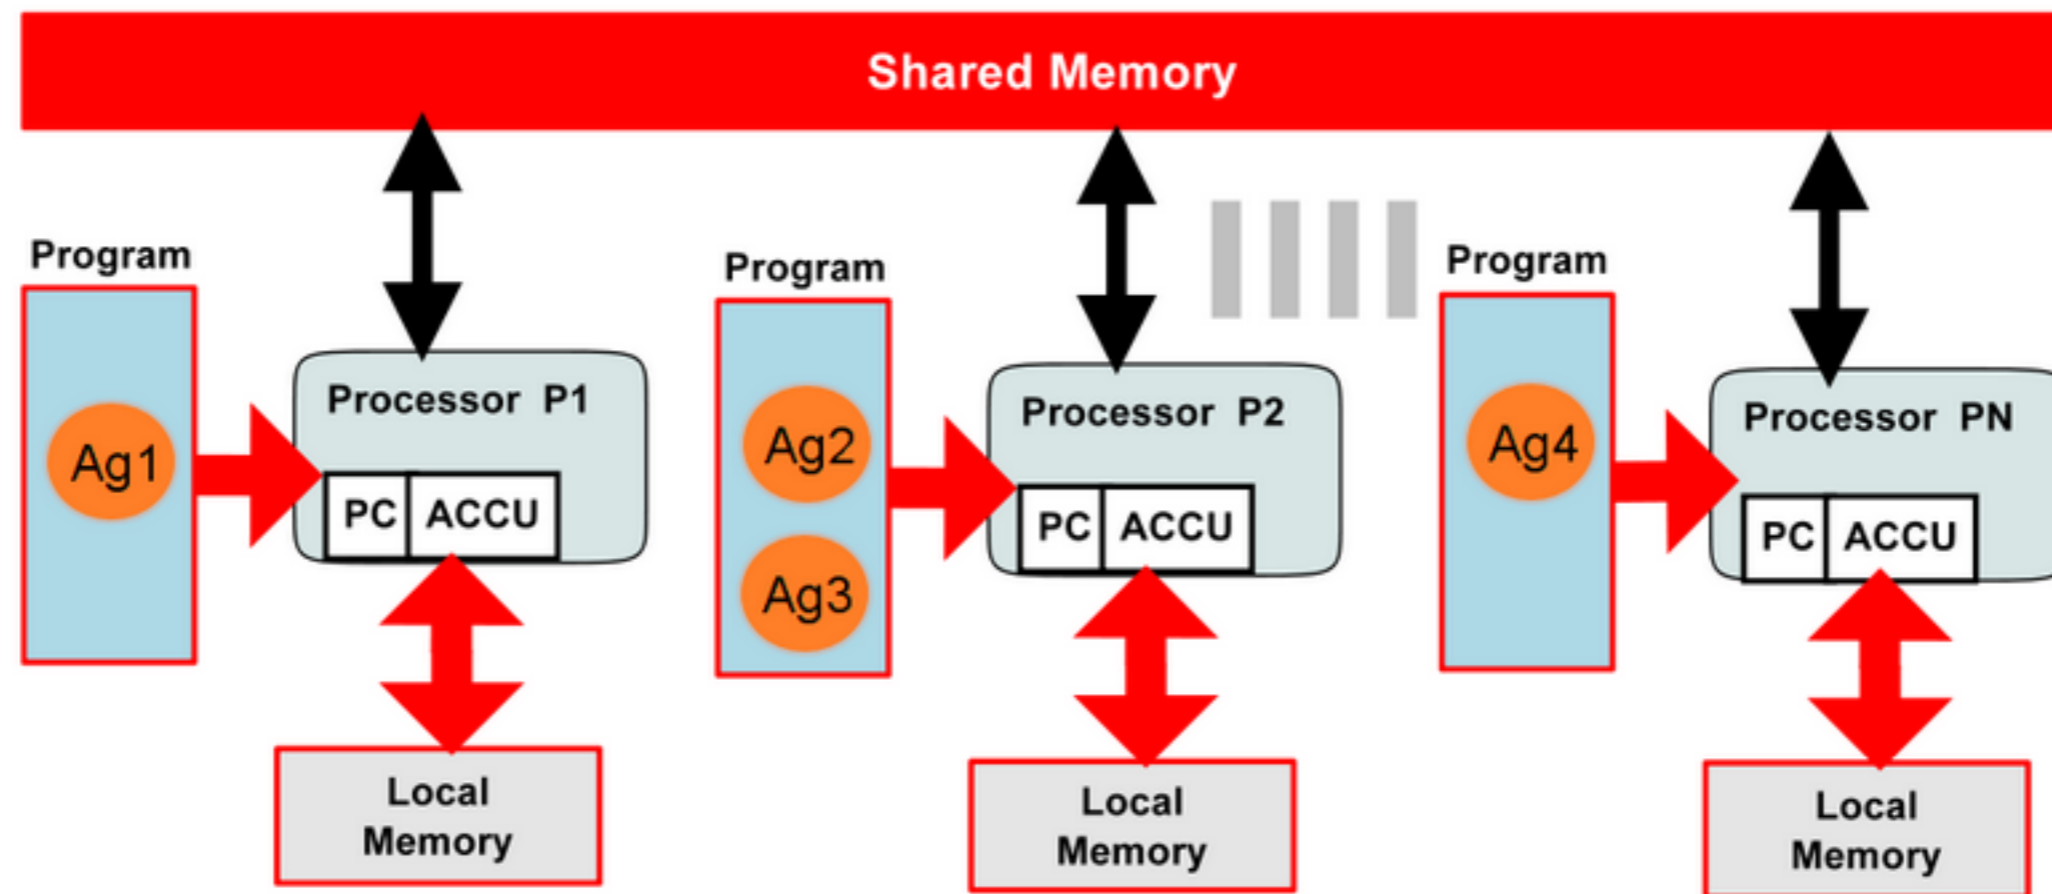 Shared Memory
Program
Ag1
Processor P1
PC ACCU
Local
Memory
Program
Ag2
Ag3
Processor P2
PC ACCU
Local
Memory
Program
Ag4
Processor PN
PC ACCU
Local
Memory